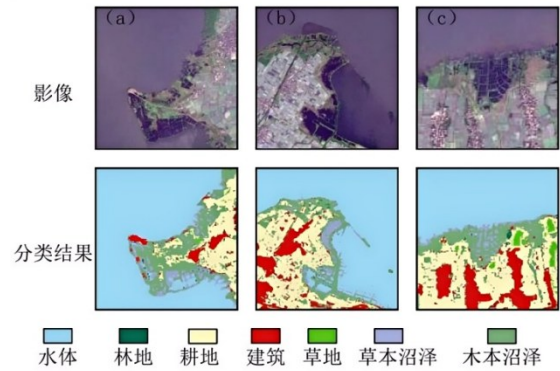 (a) (b) (c)
影像
分类结果
水体 林地 耕地 建筑 草地 草本沼泽 木本沼泽